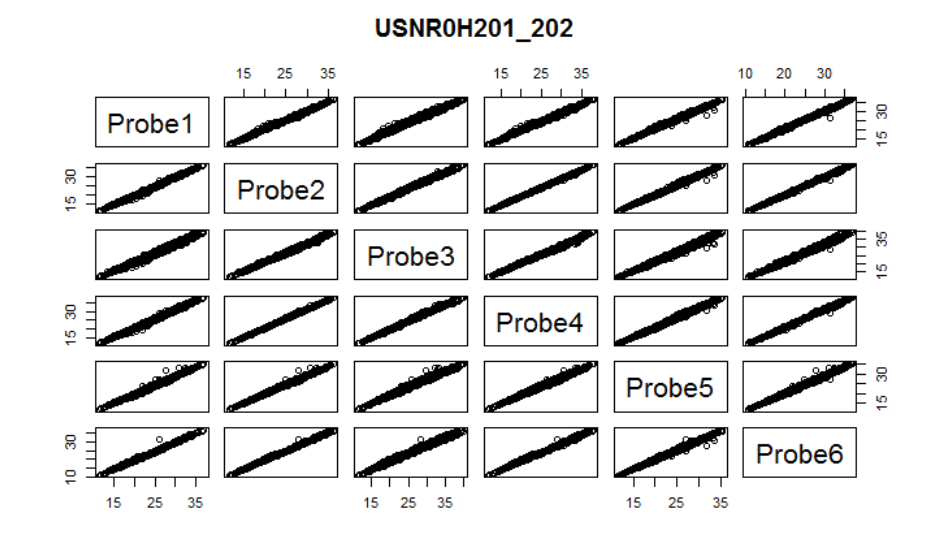 USNR0H201_202
15 25 35 15 25 35 10 20 30
Probe1 15 30
15 30 Probe2
Probe3 15 35
15 30 Probe4
Probe5 15 30
10 30 Probe6
15 25 35 15 25 35 15 25 35